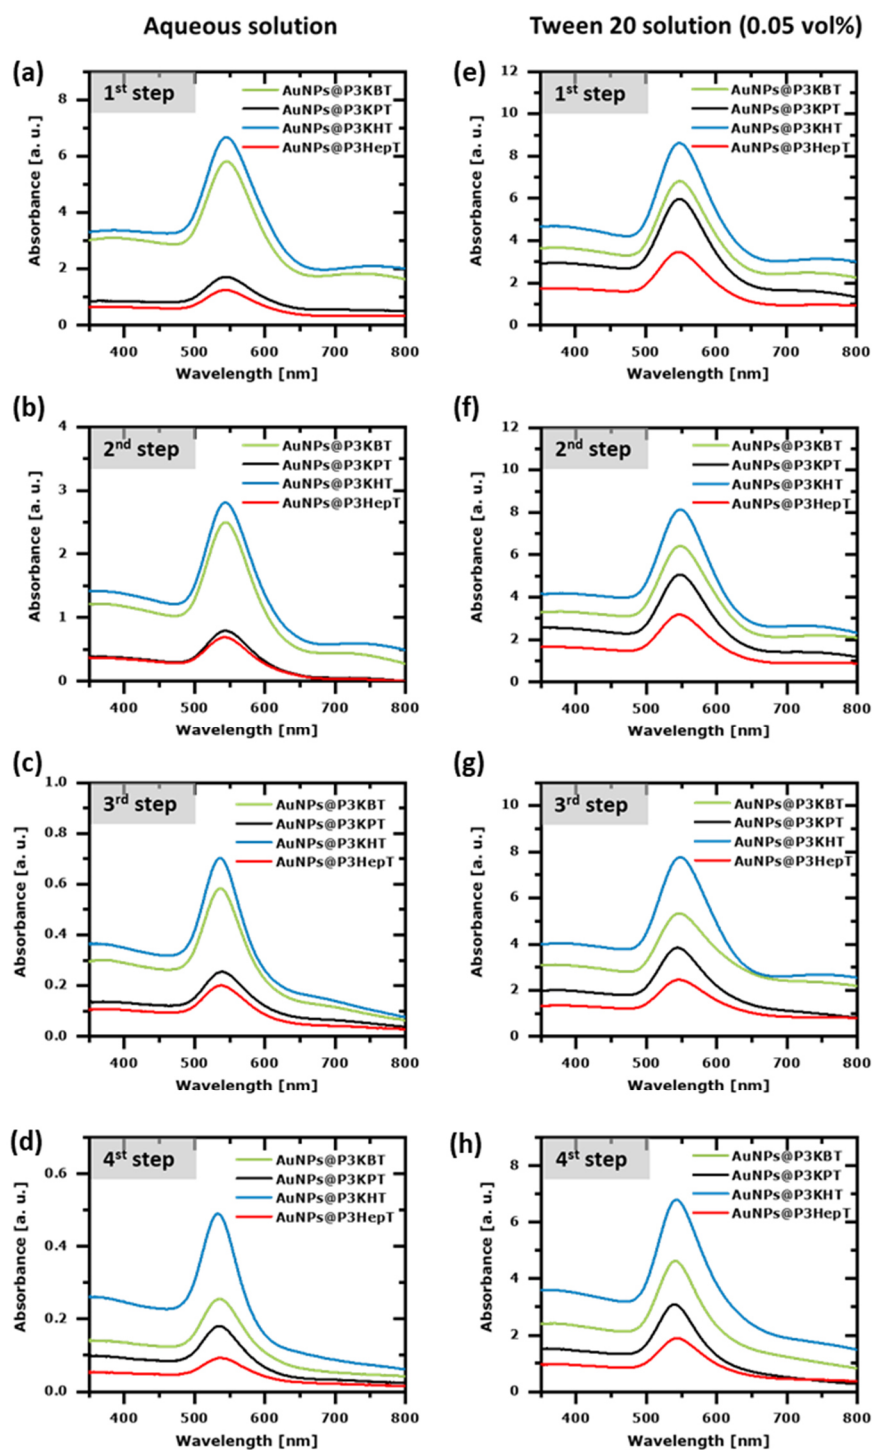 Aqueous solution
Tween 20 solution (0.05 vol%)
(a)
1st step
AuNPs@P3KBT
AuNPs@P3KPT
AuNPs@P3KHT
AuNPs@P3HepT
Absorbance [a. u.]
8
6
4
2
0
400 500 600 700 800
Wavelength [nm]
(e)
1st step
AuNPs@P3KBT
AuNPs@P3KPT
AuNPs@P3KHT
AuNPs@P3HepT
Absorbance [a. u.]
12
10
8
6
4
2
0
400 500 600 700 800
Wavelength [nm]
(b)
2nd step
AuNPs@P3KBT
AuNPs@P3KPT
AuNPs@P3KHT
AuNPs@P3HepT
Absorbance [a. u.]
4
3
2
1
0
400 500 600 700 800
Wavelength [nm]
(f)
2nd step
AuNPs@P3KBT
AuNPs@P3KPT
AuNPs@P3KHT
AuNPs@P3HepT
Absorbance [a. u.]
12
10
8
6
4
2
0
400 500 600 700 800
Wavelength [nm]
(c)
3rd step
AuNPs@P3KBT
AuNPs@P3KPT
AuNPs@P3KHT
AuNPs@P3HepT
Absorbance [a. u.]
1.0
0.8
0.6
0.4
0.2
0.0
400 500 600 700 800
Wavelength [nm]
(g)
3rd step
AuNPs@P3KBT
AuNPs@P3KPT
AuNPs@P3KHT
AuNPs@P3HepT
Absorbance [a. u.]
10
8
6
4
2
0
400 500 600 700 800
Wavelength [nm]
(d)
4st step
AuNPs@P3KBT
AuNPs@P3KPT
AuNPs@P3KHT
AuNPs@P3HepT
Absorbance [a. u.]
0.6
0.4
0.2
0.0
400 500 600 700 800
Wavelength [nm]
(h)
4st step
AuNPs@P3KBT
AuNPs@P3KPT
AuNPs@P3KHT
AuNPs@P3HepT
Absorbance [a. u.]
8
6
4
2
0
400 500 600 700 800
Wavelength [nm]